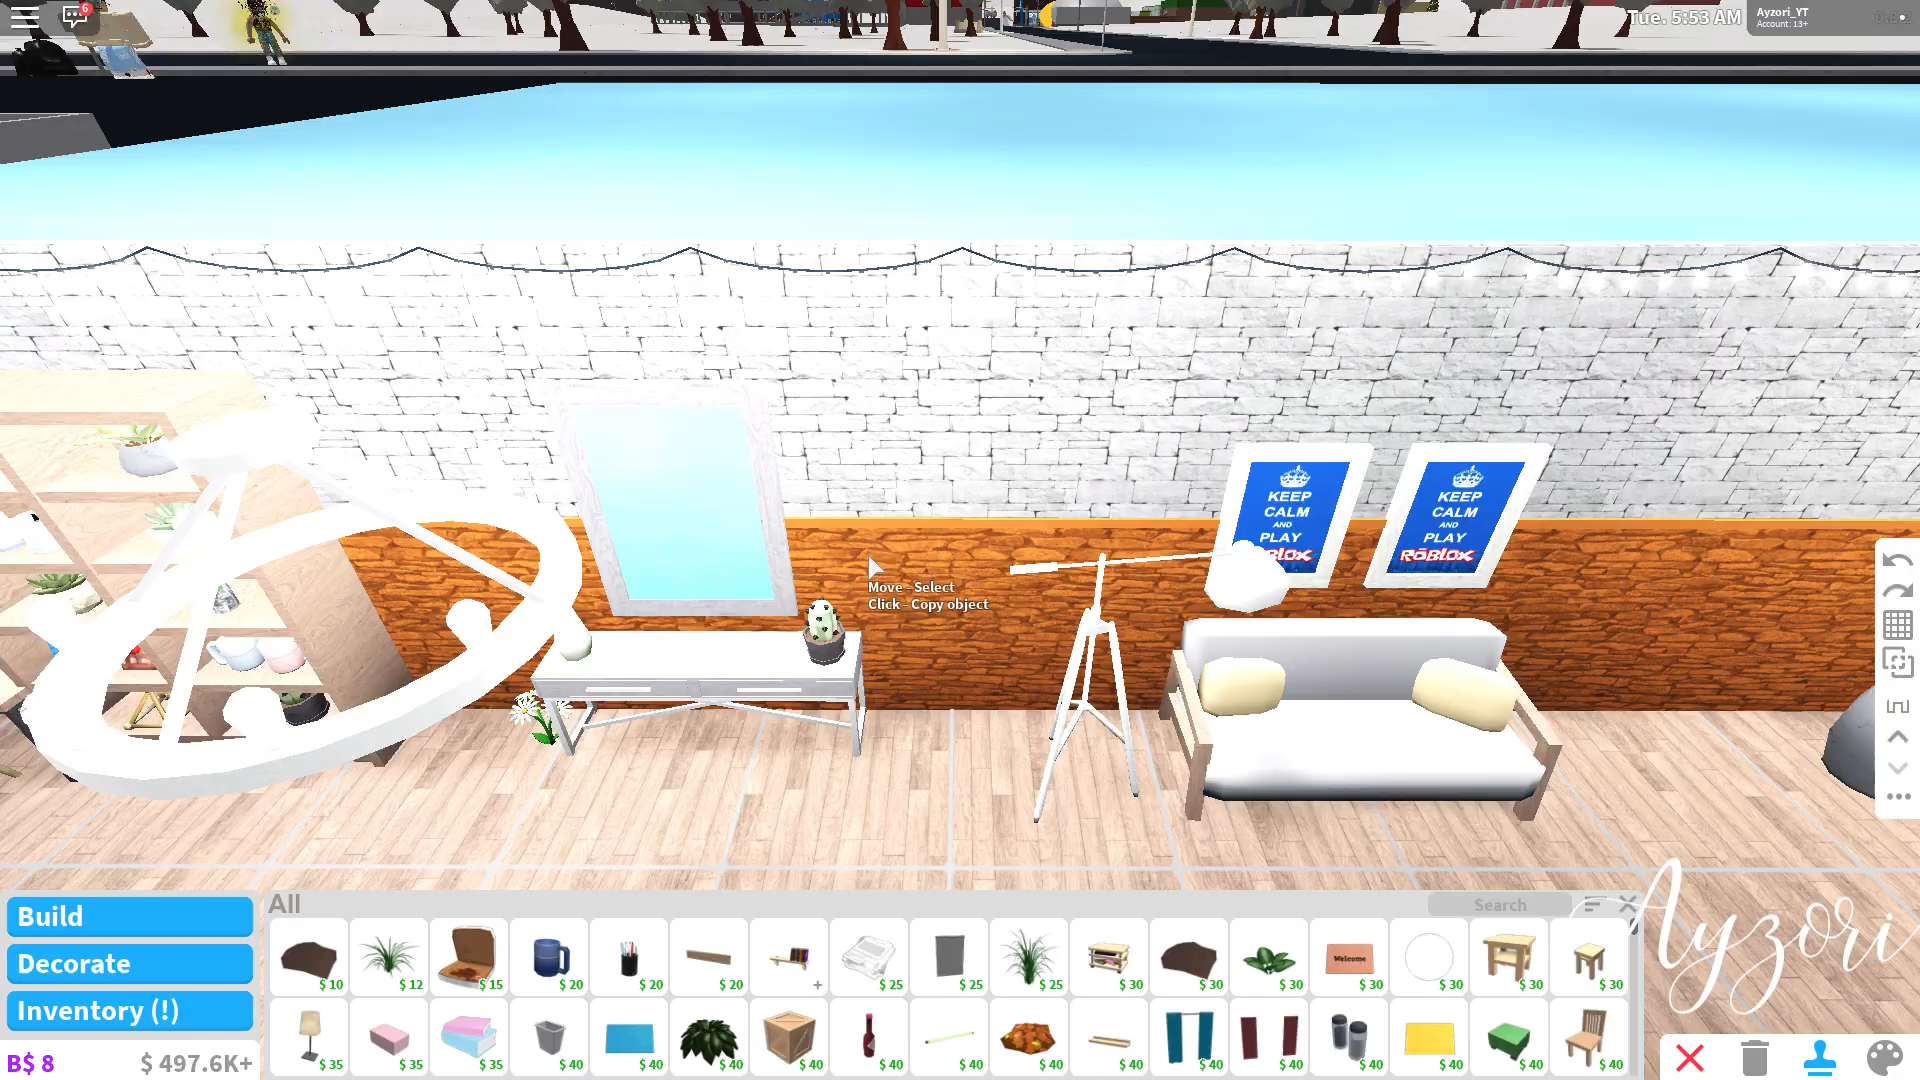 6
Tue. 5:53 AM
Ayzori_YT
Account: 13+
KEEP
CALM
AND
PLAY
KEEP
CALM
AND
PLAY
ROBLOX
Move - Select
Click - Copy object
Build
Decorate
Inventory (!)
B$ 8
$ 497.6K+
All
Search
$ 10
$ 12
$ 15
$ 20
$ 20
$ 20
+
$ 25
$ 25
$ 25
$ 30
$ 30
$ 30
Welcome
$ 30
$ 30
$ 30
$ 30
$ 35
$ 35
$ 35
$ 40
$ 40
$ 40
$ 40
$ 40
$ 40
$ 40
$ 40
$ 40
$ 40
$ 40
$ 40
$ 40
$ 40
Ayzori